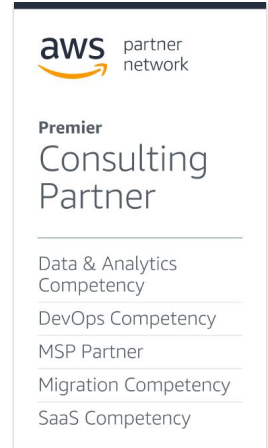 aws partner
network
Premier
Consulting
Partner
Data & Analytics
Competency
DevOps Competency
MSP Partner
Migration Competency
SaaS Competency